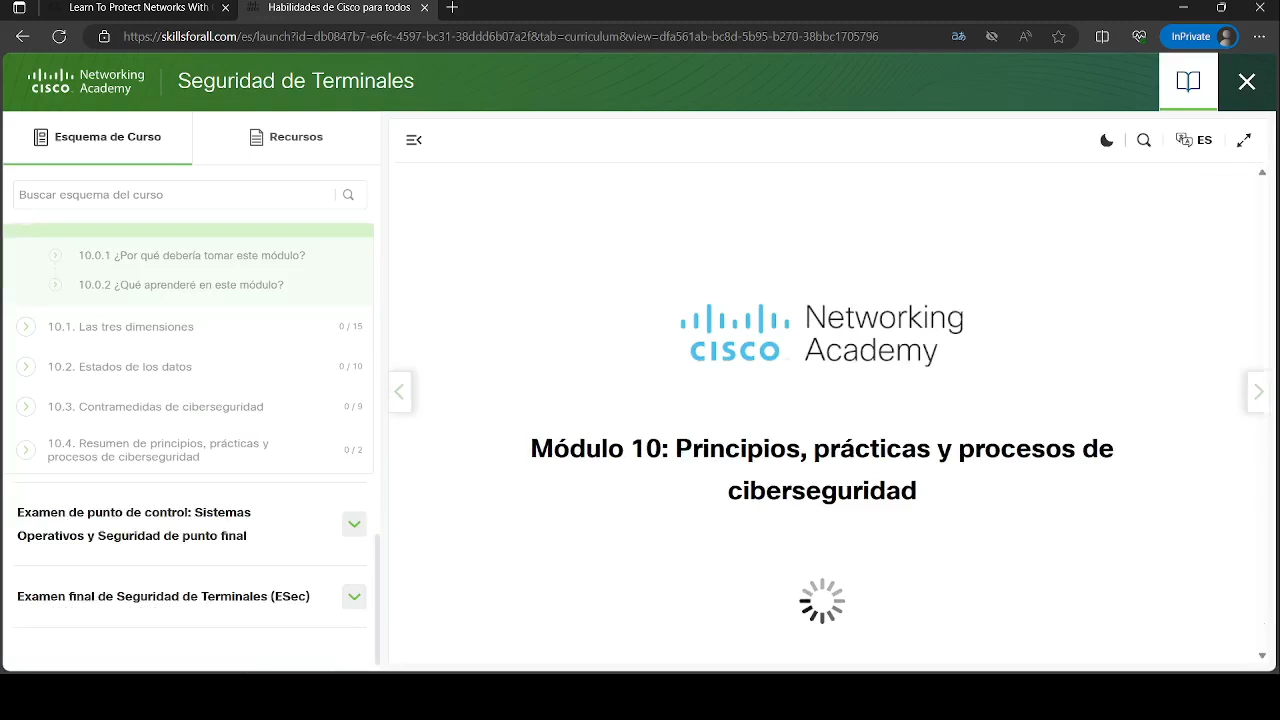 Learn To Protect Networks With
Habilidades de Cisco para todos
https://skillsforall.com/es/launch?id=db0847b7-e6fc-4597-bc31-38ddd6b07a2f&tab=curriculum&view=dfa561ab-bc8d-5b95-b270-38bbc1705796
InPrivate
CISCO Networking Academy
Seguridad de Terminales
Esquema de Curso
Recursos
ES
Buscar esquema del curso
10.0.1 ¿Por qué debería tomar este módulo?
10.0.2 ¿Qué aprenderé en este módulo?
10.1. Las tres dimensiones 0 / 15
10.2. Estados de los datos 0 / 10
10.3. Contramedidas de ciberseguridad 0 / 9
10.4. Resumen de principios, prácticas y
procesos de ciberseguridad 0 / 2
Examen de punto de control: Sistemas
Operativos y Seguridad de punto final
Examen final de Seguridad de Terminales (ESec)
CISCO Networking
Academy
Módulo 10: Principios, prácticas y procesos de
ciberseguridad